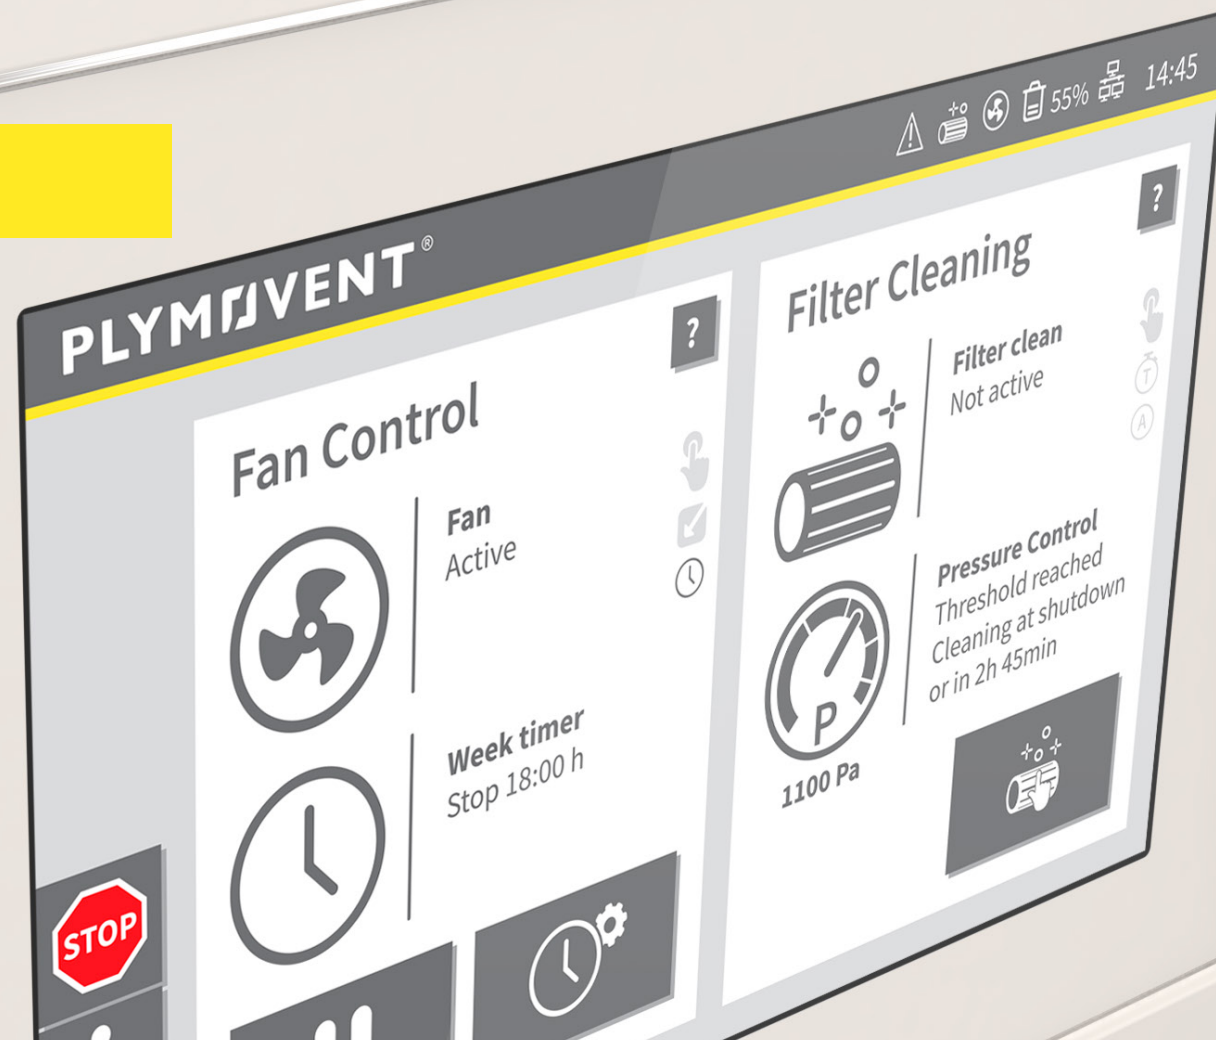 55% 14:45
PLYMOVENT®
Fan Control
?
Fan
Active
Week timer
Stop 18:00 h
STOP
Filter Cleaning
?
Filter clean
Not active
T
A
Pressure Control
Threshold reached
Cleaning at shutdown
or in 2h 45min
P
1100 Pa